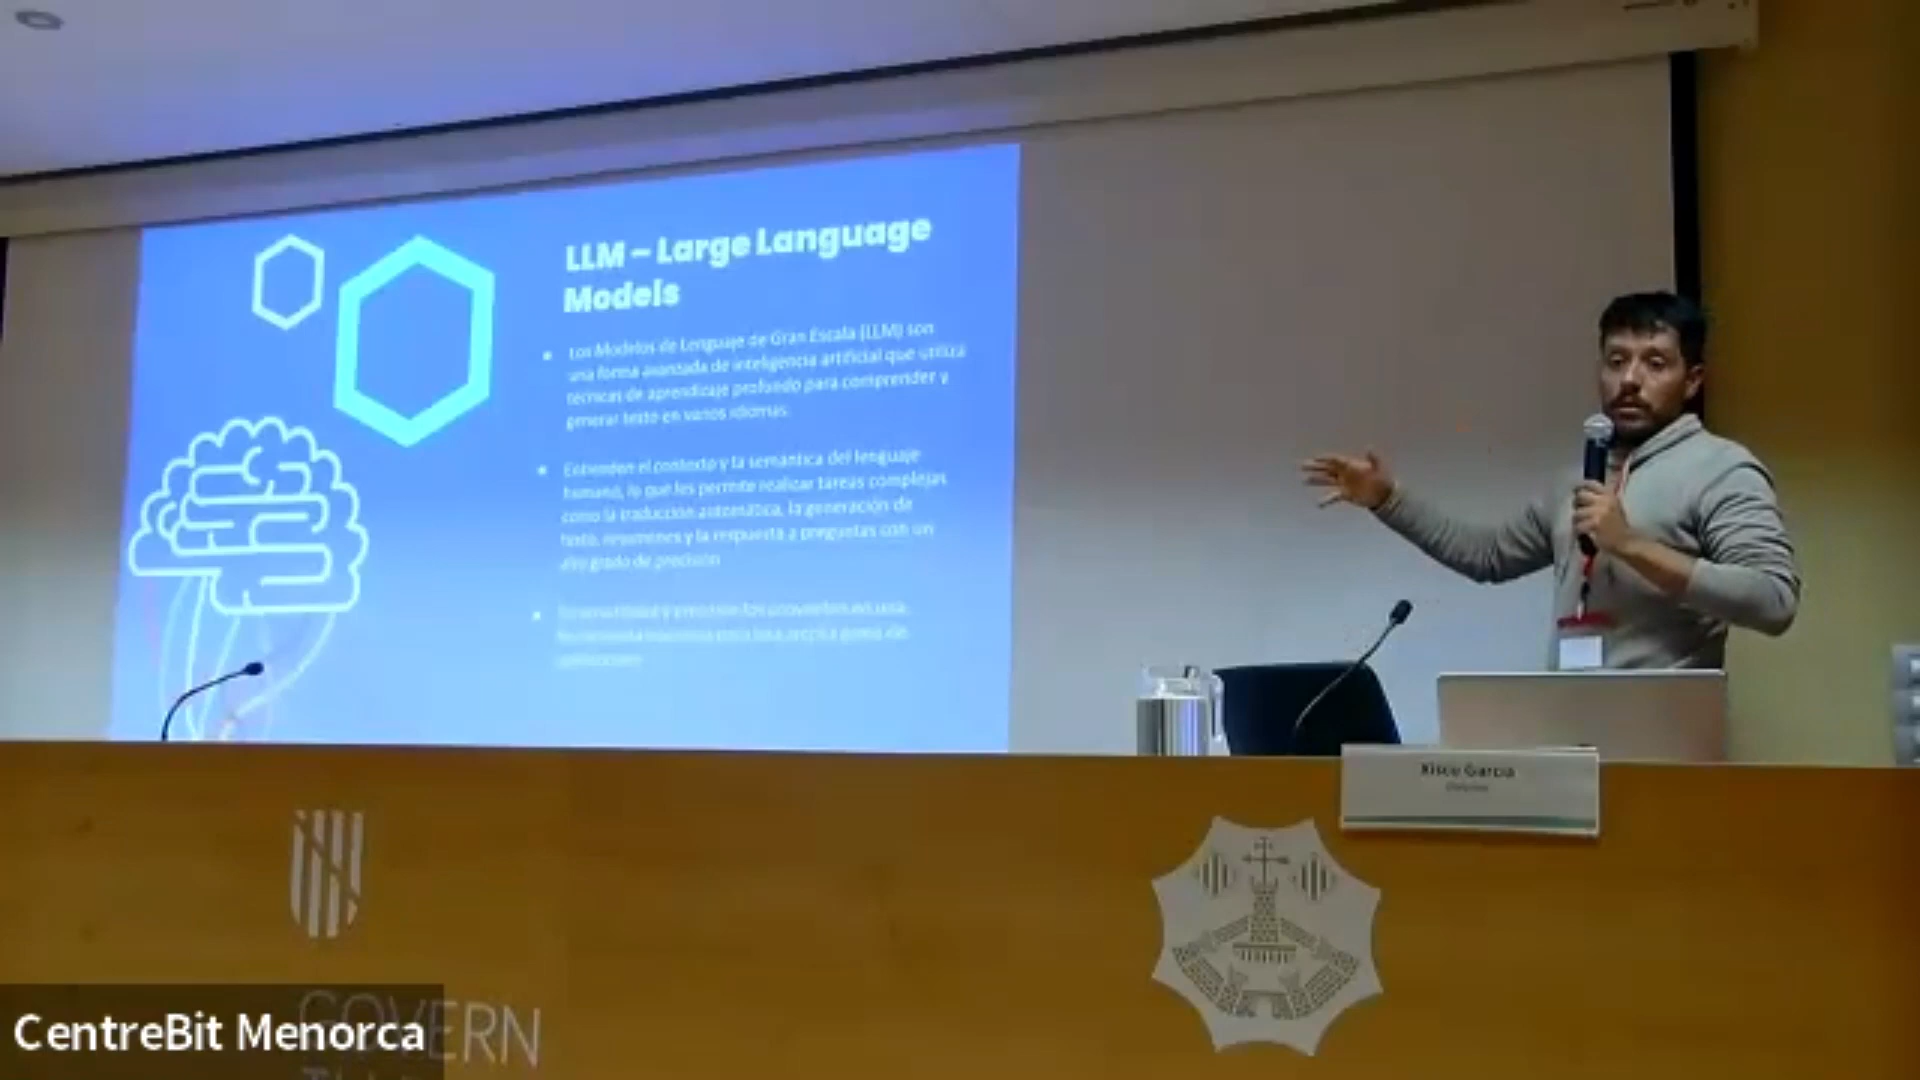 LLM – Large Language
Models
Los Modelos de Lenguaje de Gran Escala (LLM) son
una forma avanzada de inteligencia artificial que utiliza
técnicas de aprendizaje profundo para comprender y
generar texto en varios idiomas.
Entienden el contexto y la semántica del lenguaje
humano, lo que les permite realizar tareas complejas
como la traducción automática, la generación de
texto, resúmenes y la respuesta a preguntas con un
alto grado de precisión
Xisco Garcia
GOVERN
CentreBit Menorca